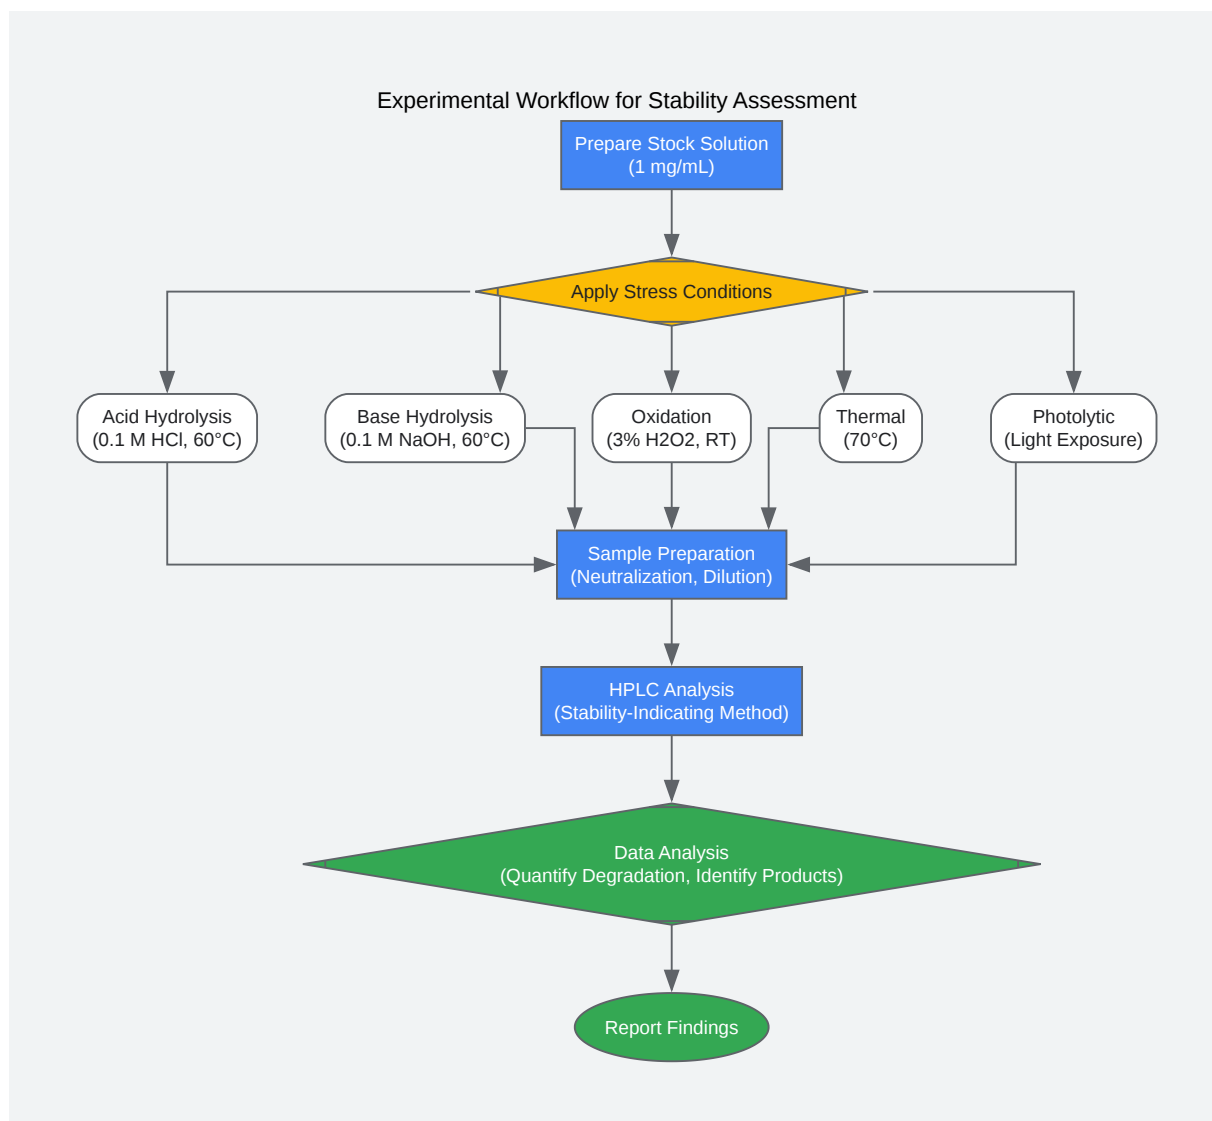 Experimental Workflow for Stability Assessment
Prepare Stock Solution
(1 mg/mL)
Apply Stress Conditions
Acid Hydrolysis
(0.1 M HCl, 60°C)
Base Hydrolysis
(0.1 M NaOH, 60°C)
Oxidation
(3% H2O2, RT)
Thermal
(70°C)
Photolytic
(Light Exposure)
Sample Preparation
(Neutralization, Dilution)
HPLC Analysis
(Stability-Indicating Method)
Data Analysis
(Quantify Degradation, Identify Products)
Report Findings